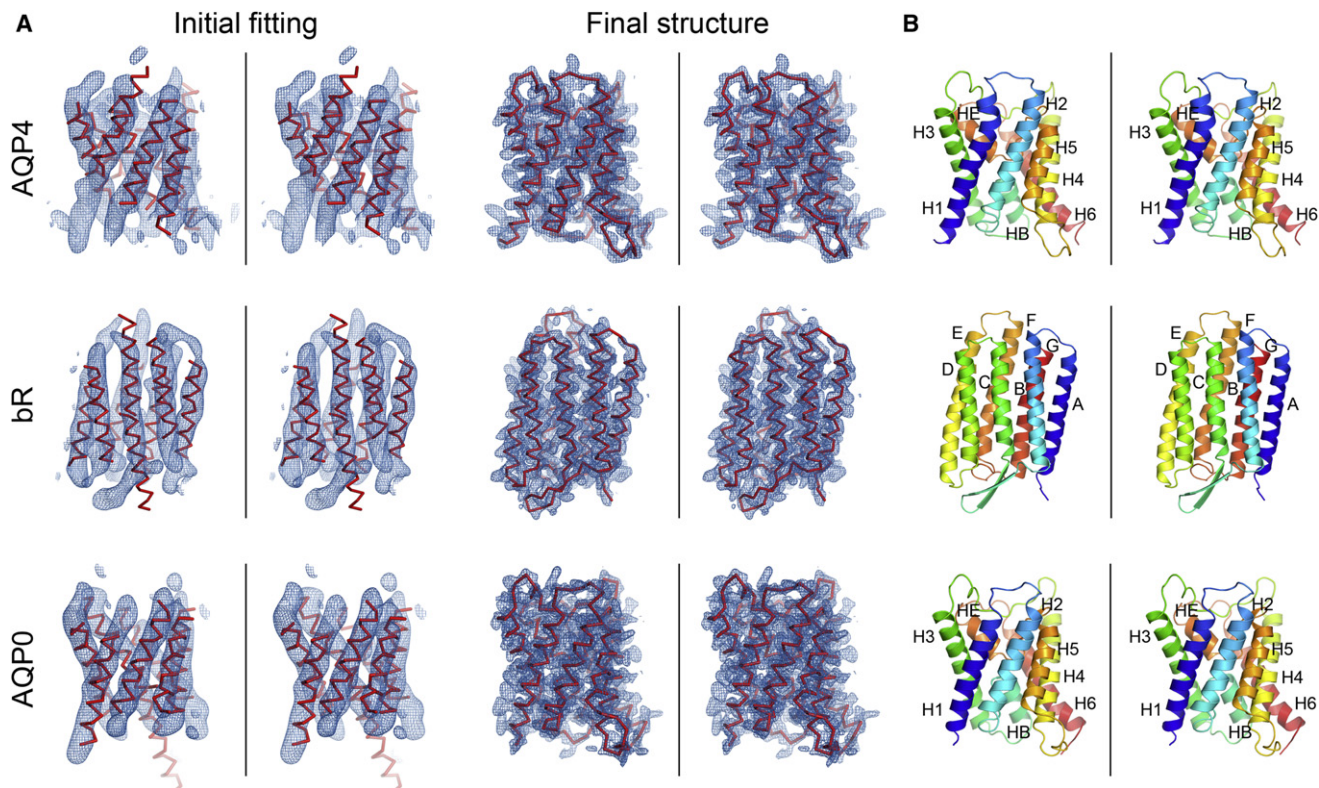 A Initial fitting Final structure B
AQP4
HE H2 HE H2
H3 H3
H5 H5
H4 H4
H1 H6 H1 H6
HB HB
bR
F F
E G E G
D D
C B C B
A A
AQP0
HE H2 HE H2
H3 H3
H5 H5
H4 H4
H1 H6 H1 H6
HB HB